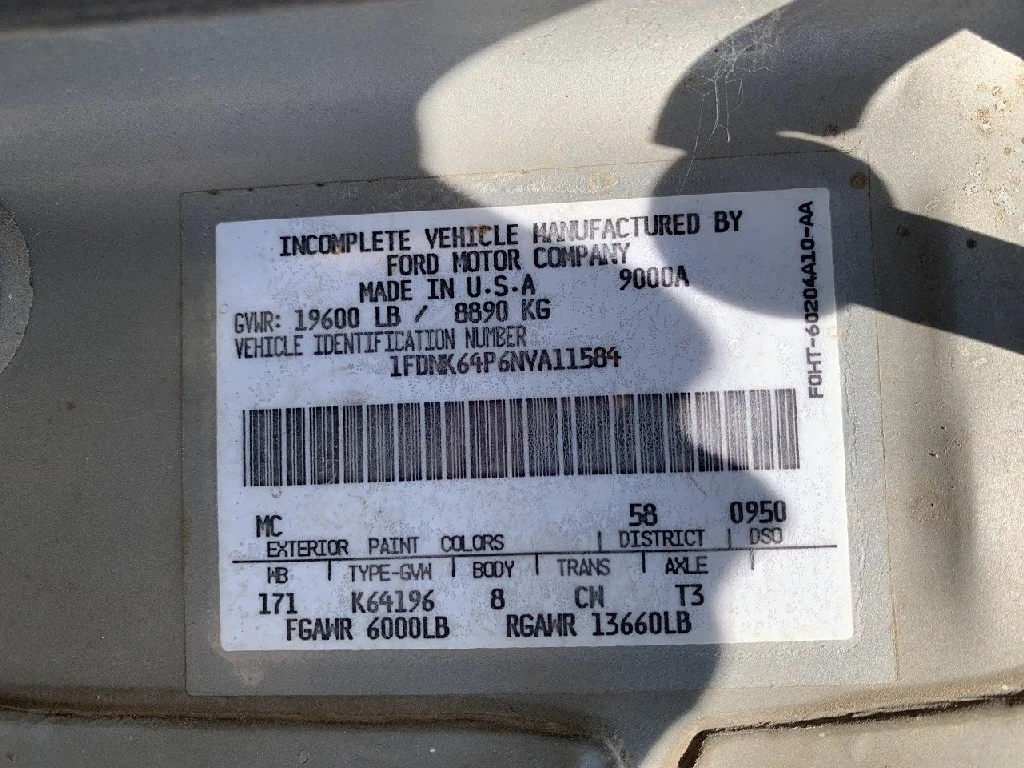 INCOMPLETE VEHICLE MANUFACTURED BY
FORD MOTOR COMPANY
MADE IN U.S.A 9000A
GVWR: 19600 LB / 8890 KG
VEHICLE IDENTIFICATION NUMBER
1FDNK64P6NVA11584
F0HT-60204A10-AA
MC 58 0950
EXTERIOR PAINT COLORS DISTRICT DSO
WB TYPE-GVW BODY TRANS AXLE
171 K64196 8 CW T3
FGAWR 6000LB RGAWR 13660LB